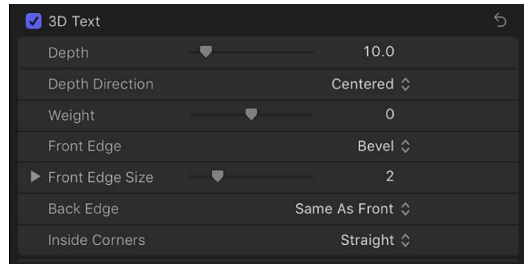 3D Text
Depth 10.0
Depth Direction Centered
Weight 0
Front Edge Bevel
Front Edge Size 2
Back Edge Same As Front
Inside Corners Straight